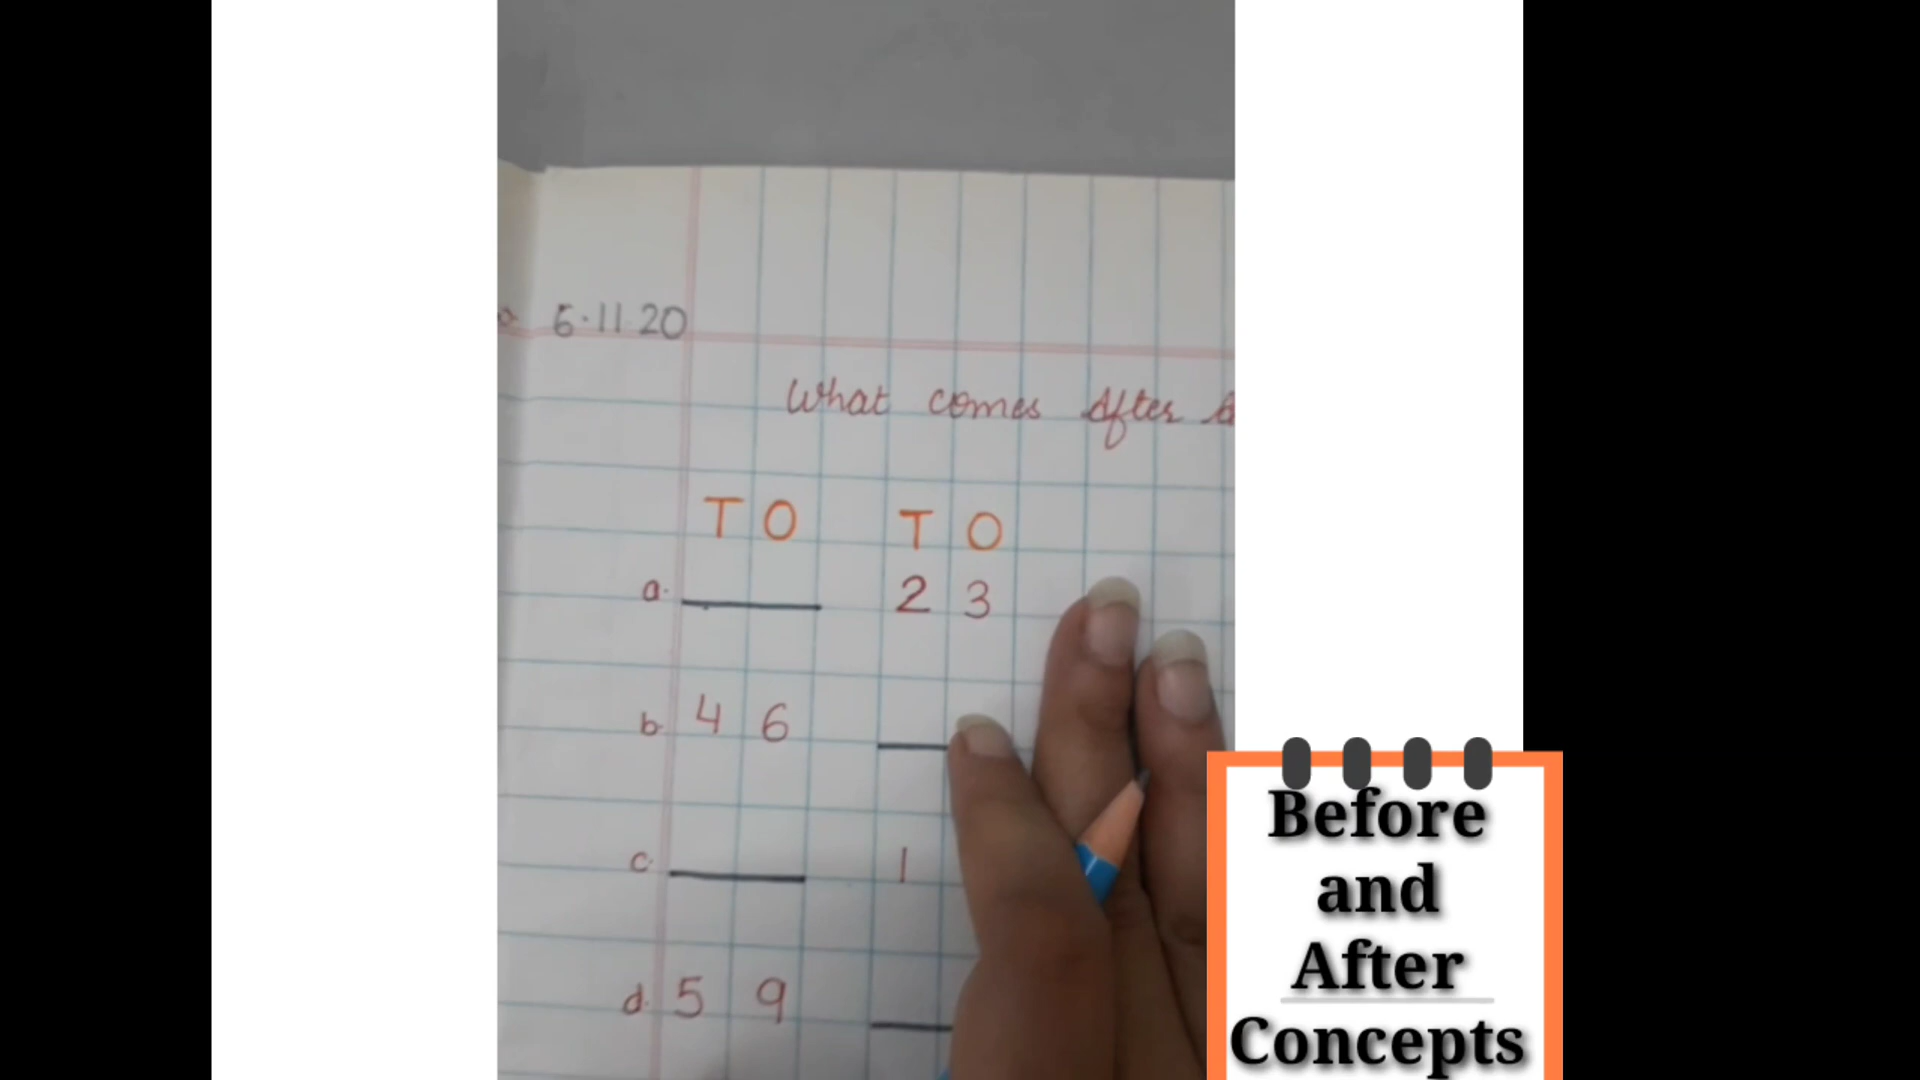 6.11.20
What comes After
T O T O
a. 2 3
b. 4 6
c. 1
d. 5 9
Before
and
After
Concepts